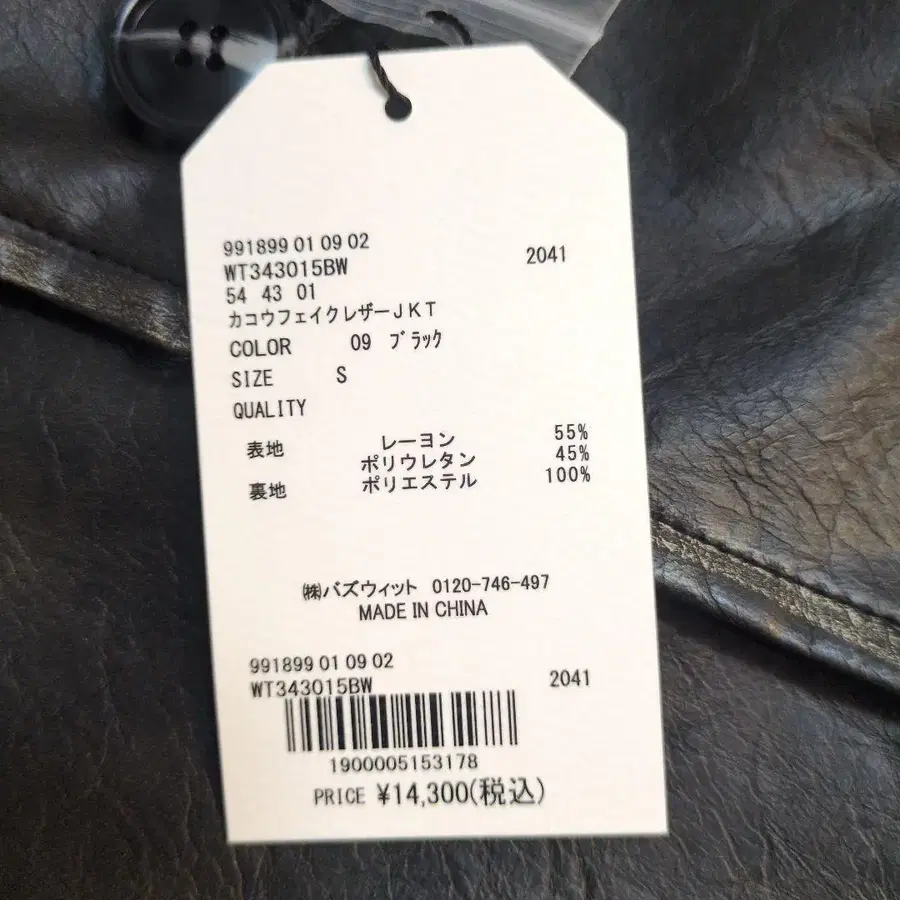 991899 01 09 02
WT343015BW 2041
54 43 01
カコウフェイクレザーJKT
COLOR 09 ブラック
SIZE S
QUALITY
表地 レーヨン 55%
ポリウレタン 45%
裏地 ポリエステル 100%
㈱バズウィット 0120-746-497
MADE IN CHINA
991899 01 09 02
WT343015BW 2041
1900005153178
PRICE ¥14,300(税込)